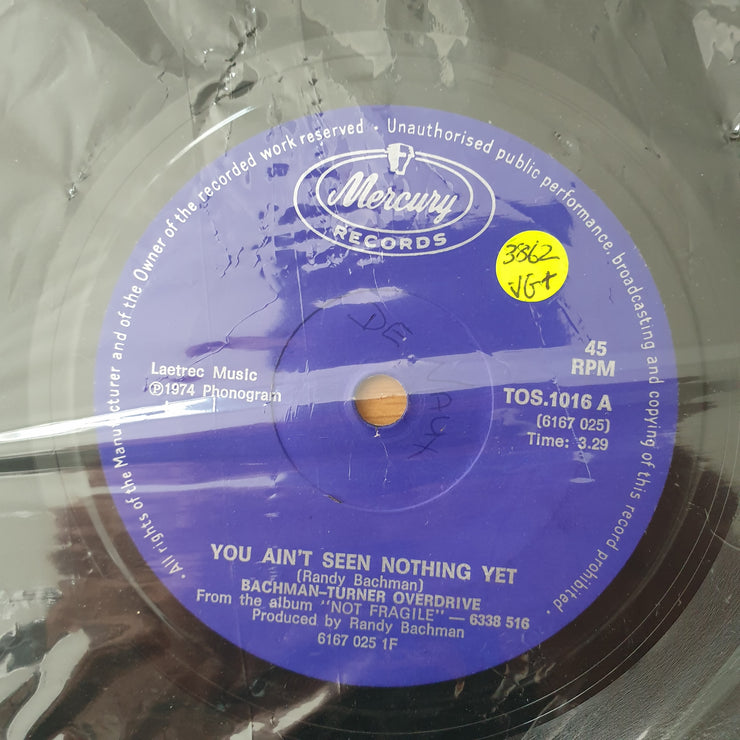 · All rights of the Manufacturer and of the Owner of the recorded work reserved · Unauthorised public performance, broadcasting and copying of this record prohibited ·
Mercury
RECORDS
3862
VG+
DE
45
RPM
Laetrec Music
℗1974 Phonogram
TOS.1016 A
(6167 025)
Time: 3.29
YOU AIN'T SEEN NOTHING YET
(Randy Bachman)
BACHMAN–TURNER OVERDRIVE
From the album "NOT FRAGILE" — 6338 516
Produced by Randy Bachman
6167 025 1F